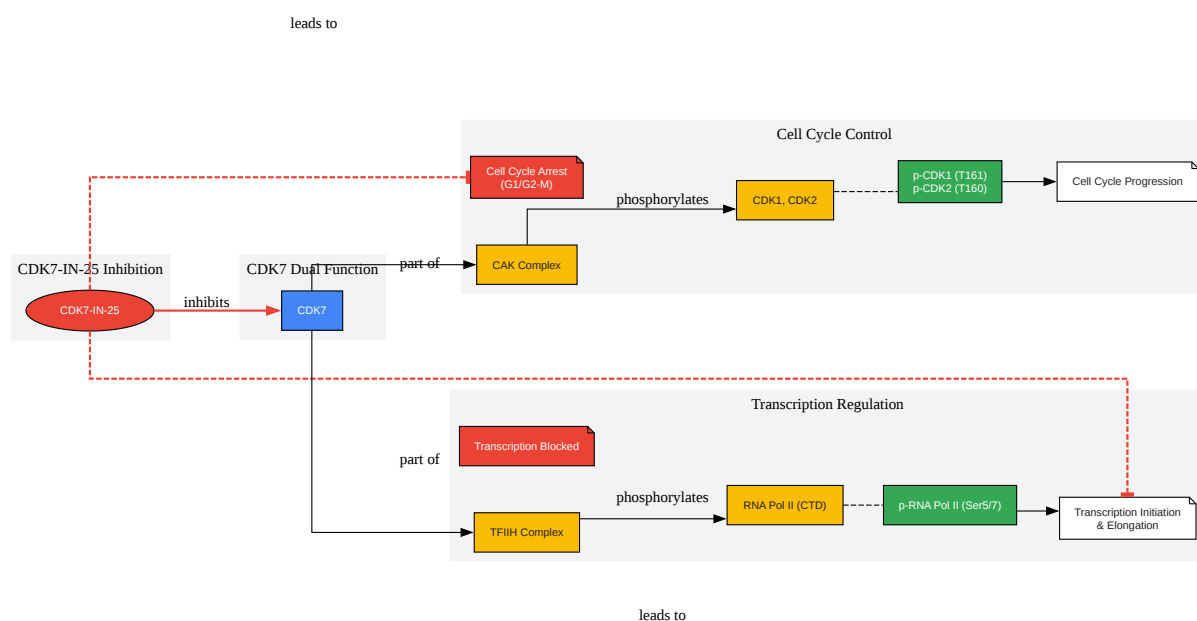 leads to
Cell Cycle Control
Cell Cycle Arrest
(G1/G2-M)
p-CDK1 (T161)
p-CDK2 (T160)
Cell Cycle Progression
phosphorylates
CDK1, CDK2
CDK7-IN-25 Inhibition
CDK7 Dual Function
part of
CAK Complex
CDK7-IN-25
inhibits
CDK7
Transcription Regulation
Transcription Blocked
part of
phosphorylates
RNA Pol II (CTD)
p-RNA Pol II (Ser5/7)
Transcription Initiation
& Elongation
TFIIH Complex
leads to